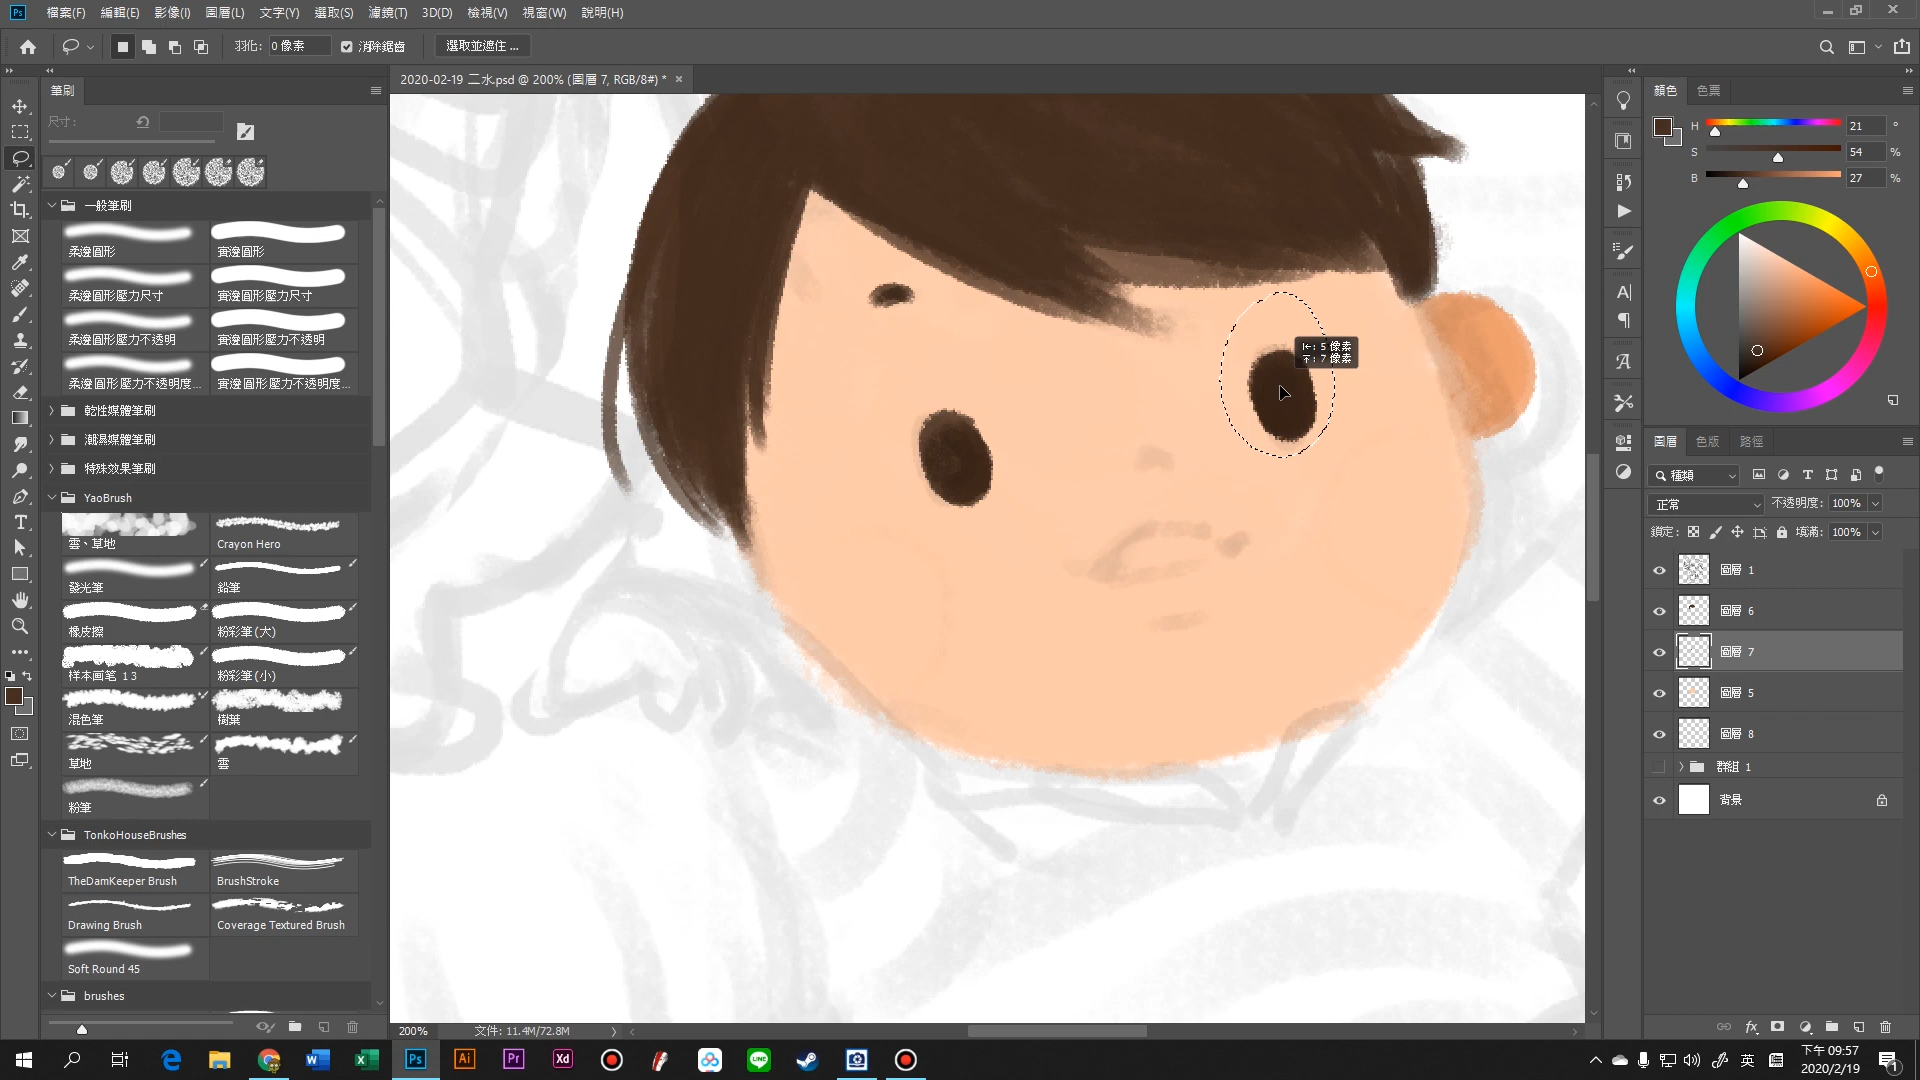 Ps 檔案(F) 編輯(E) 影像(I) 圖層(L) 文字(Y) 選取(S) 濾鏡(T) 3D(D) 檢視(V) 視窗(W) 說明(H)
羽化: 0 像素 消除鋸齒 選取並遮住 ...
2020-02-19 二水.psd @ 200% (圖層 7, RGB/8#) * ×
筆刷
尺寸:
一般筆刷
柔邊圓形 實邊圓形
柔邊圓形壓力尺寸 實邊圓形壓力尺寸
柔邊圓形壓力不透明 實邊圓形壓力不透明
柔邊圓形壓力不透明度... 實邊圓形壓力不透明度...
乾性媒體筆刷
潮濕媒體筆刷
特殊效果筆刷
YaoBrush
雲、草地 Crayon Hero
發光筆 鉛筆
橡皮擦 粉彩筆(大)
样本画笔 13 粉彩筆(小)
混色筆 樹葉
草地 雲
粉筆
TonkoHouseBrushes
TheDamKeeper Brush BrushStroke
Drawing Brush Coverage Textured Brush
Soft Round 45
brushes
5 像素
7 像素
200% 文件: 11.4M/72.8M
顏色 色票
H 21 °
S 54 %
B 27 %
圖層 色版 路徑
種類
正常 不透明度: 100%
鎖定: 填滿: 100%
圖層 1
圖層 6
圖層 7
圖層 5
圖層 8
群組 1
背景
Ps Ai Pr Xd LINE
英
下午 09:57
2020/2/19
1